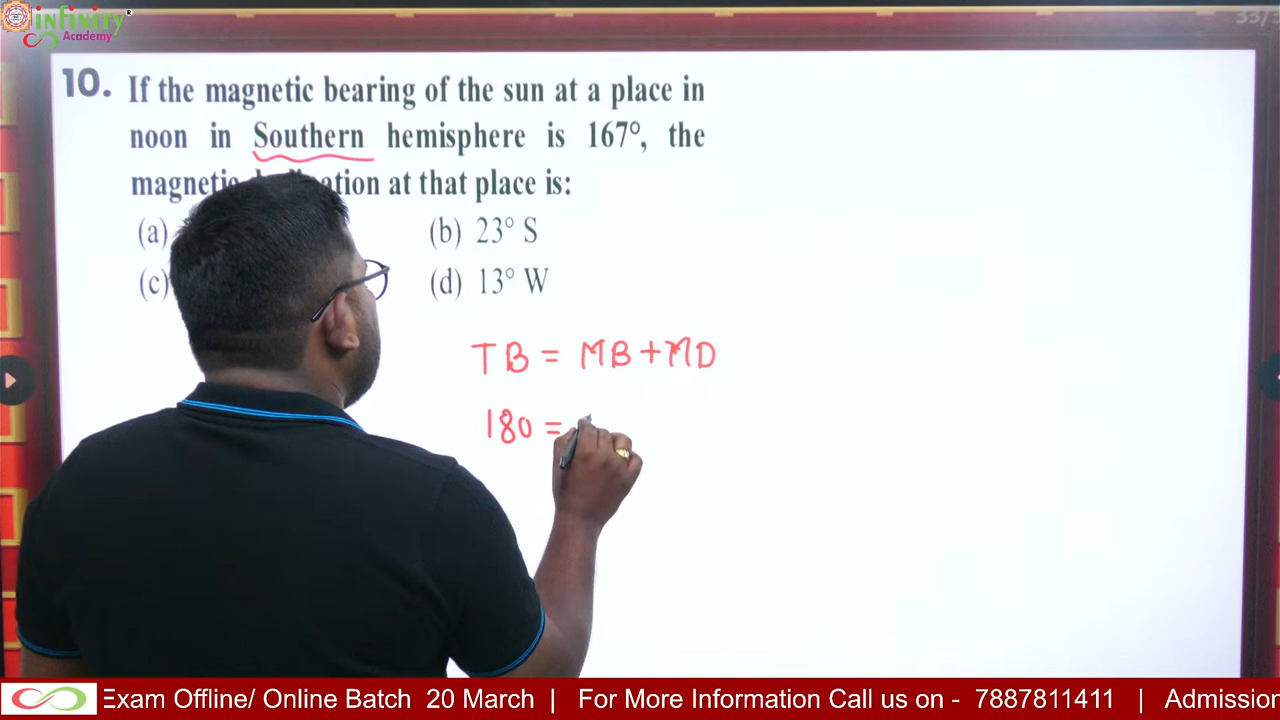 infinity
Academy
33/
10. If the magnetic bearing of the sun at a place in
noon in Southern hemisphere is 167°, the
at that place is:
(a)
(b) 23° S
(c)
(d) 13° W
TB = MB + MD
180 =
Exam Offline/ Online Batch 20 March | For More Information Call us on - 7887811411 | Admission